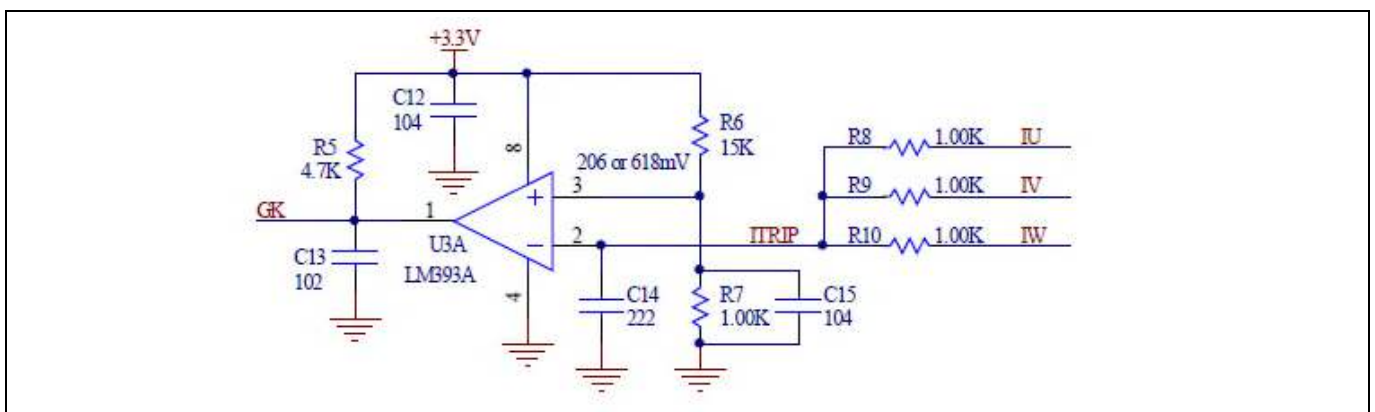 +3.3V
C12
104
R5
4.7K
8
206 or 618mV
R6
15K
R8
1.00K
IU
3
+
R9
1.00K
IV
GK
1
U3A
LM393A
−
2
ITRIP
R10
1.00K
IW
C13
102
4
C14
222
R7
1.00K
C15
104